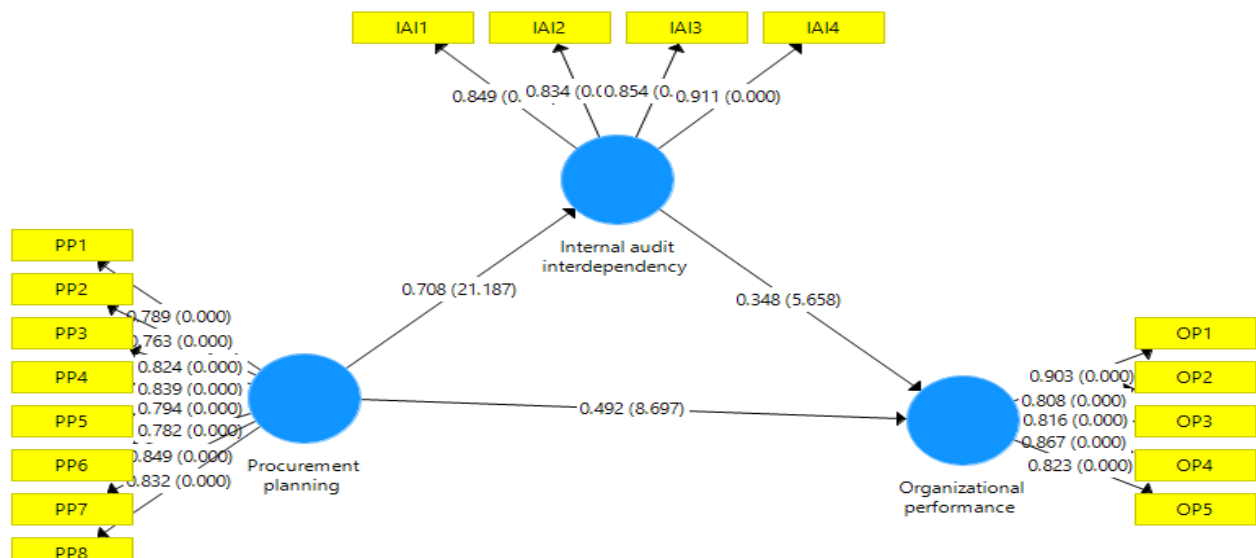 IAI1
IAI2
IAI3
IAI4
0.849 (0.
0.834 (0.
0.854 (0.
0.911 (0.000)
Internal audit
interdependency
PP1
PP2
PP3
PP4
PP5
PP6
PP7
PP8
0.789 (0.000)
0.763 (0.000)
0.824 (0.000)
0.839 (0.000)
0.794 (0.000)
0.782 (0.000)
0.849 (0.000)
0.832 (0.000)
Procurement
planning
0.708 (21.187)
0.348 (5.658)
0.492 (8.697)
Organizational
performance
0.903 (0.000)
0.808 (0.000)
0.816 (0.000)
0.867 (0.000)
0.823 (0.000)
OP1
OP2
OP3
OP4
OP5